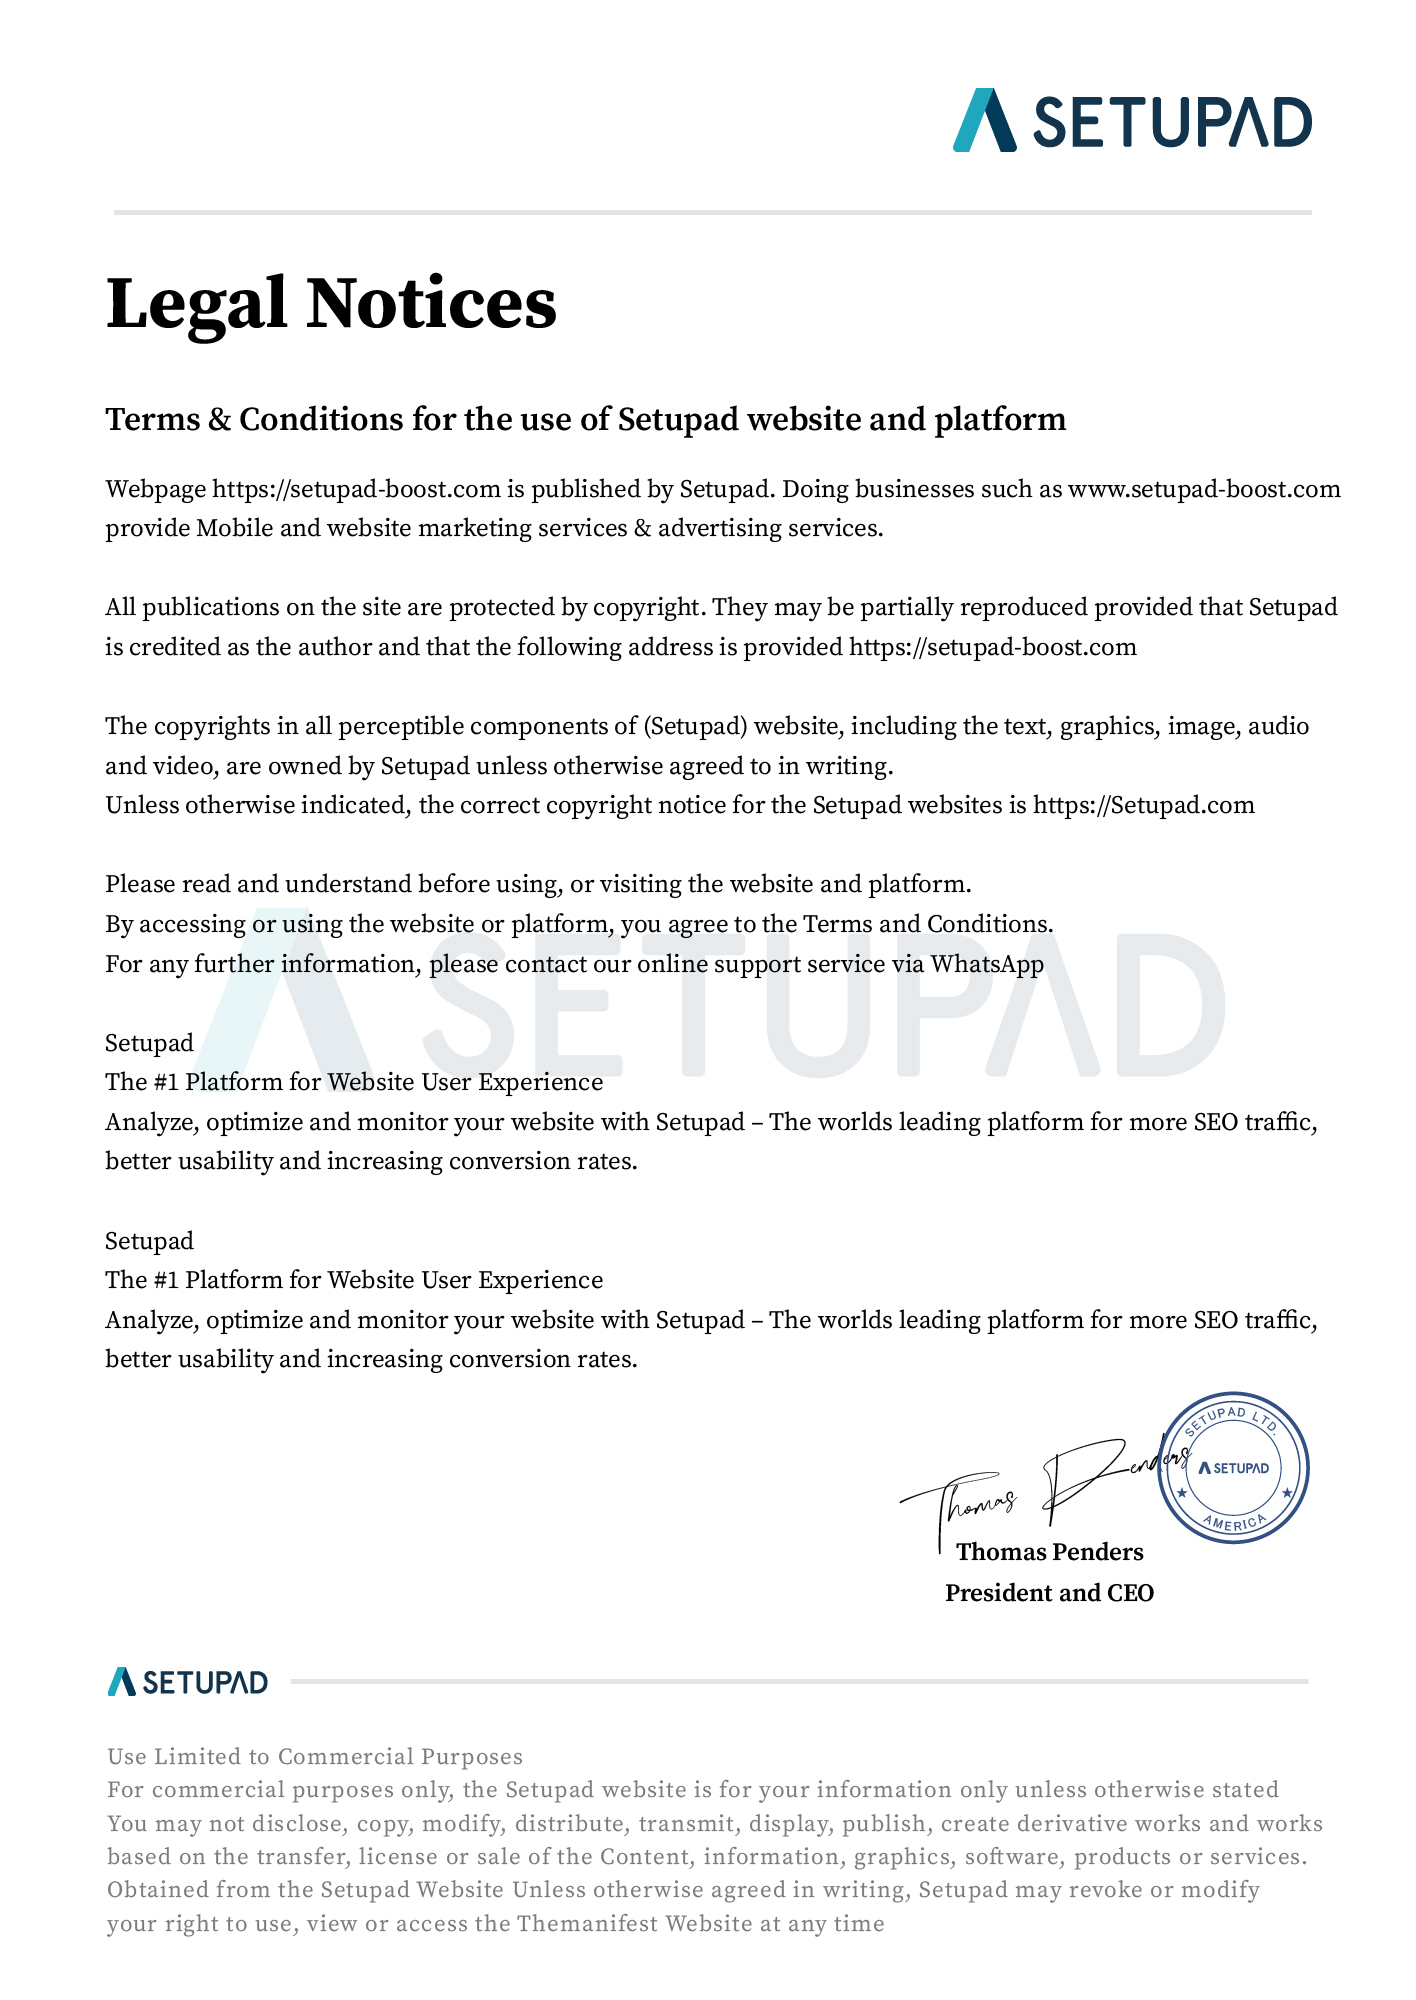 SETUPAD
Legal Notices
Terms & Conditions for the use of Setupad website and platform
Webpage https://setupad-boost.com is published by Setupad. Doing businesses such as www.setupad-boost.com
provide Mobile and website marketing services & advertising services.
All publications on the site are protected by copyright. They may be partially reproduced provided that Setupad
is credited as the author and that the following address is provided https://setupad-boost.com
The copyrights in all perceptible components of (Setupad) website, including the text, graphics, image, audio
and video, are owned by Setupad unless otherwise agreed to in writing.
Unless otherwise indicated, the correct copyright notice for the Setupad websites is https://Setupad.com
Please read and understand before using, or visiting the website and platform.
By accessing or using the website or platform, you agree to the Terms and Conditions.
For any further information, please contact our online support service via WhatsApp
SETUPAD
Setupad
The #1 Platform for Website User Experience
Analyze, optimize and monitor your website with Setupad – The worlds leading platform for more SEO traffic,
better usability and increasing conversion rates.
Setupad
The #1 Platform for Website User Experience
Analyze, optimize and monitor your website with Setupad – The worlds leading platform for more SEO traffic,
better usability and increasing conversion rates.
Thomas Penders
SETUPAD LTD.
SETUPAD
AMERICA
Thomas Penders
President and CEO
SETUPAD
Use Limited to Commercial Purposes
For commercial purposes only, the Setupad website is for your information only unless otherwise stated
You may not disclose, copy, modify, distribute, transmit, display, publish, create derivative works and works
based on the transfer, license or sale of the Content, information, graphics, software, products or services.
Obtained from the Setupad Website Unless otherwise agreed in writing, Setupad may revoke or modify
your right to use, view or access the Themanifest Website at any time